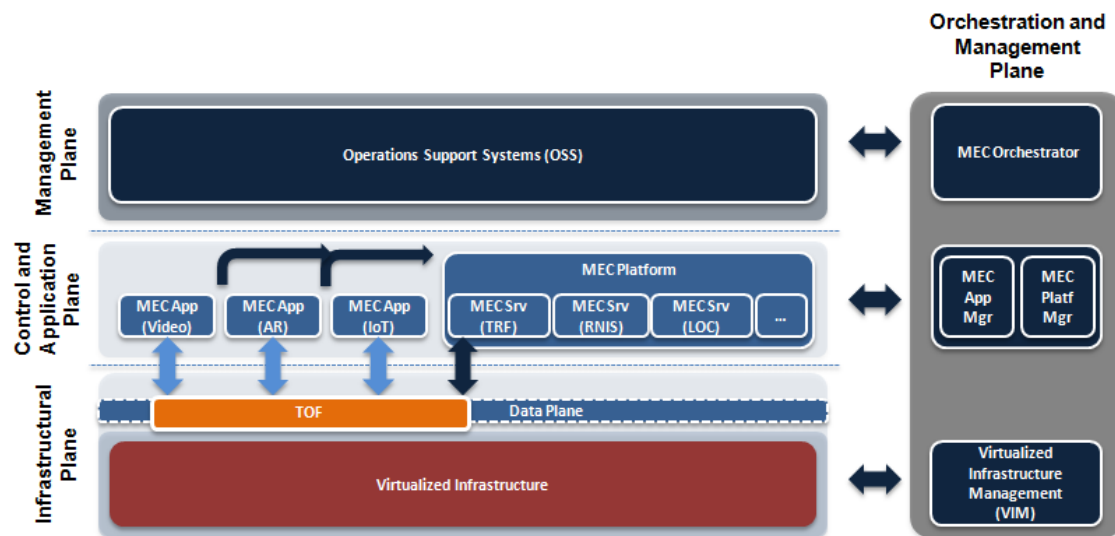 Orchestration and
Management
Plane
Management
Plane
Operations Support Systems (OSS)
MEC Orchestrator
Control and
Application
Plane
MEC Platform
MEC App
(Video)
MEC App
(AR)
MEC App
(IoT)
MEC Srv
(TRF)
MEC Srv
(RNIS)
MEC Srv
(LOC)
...
MEC
App
Mgr
MEC
Platf
Mgr
Infrastructural
Plane
TOF
Data Plane
Virtualized Infrastructure
Virtualized
Infrastructure
Management
(VIM)